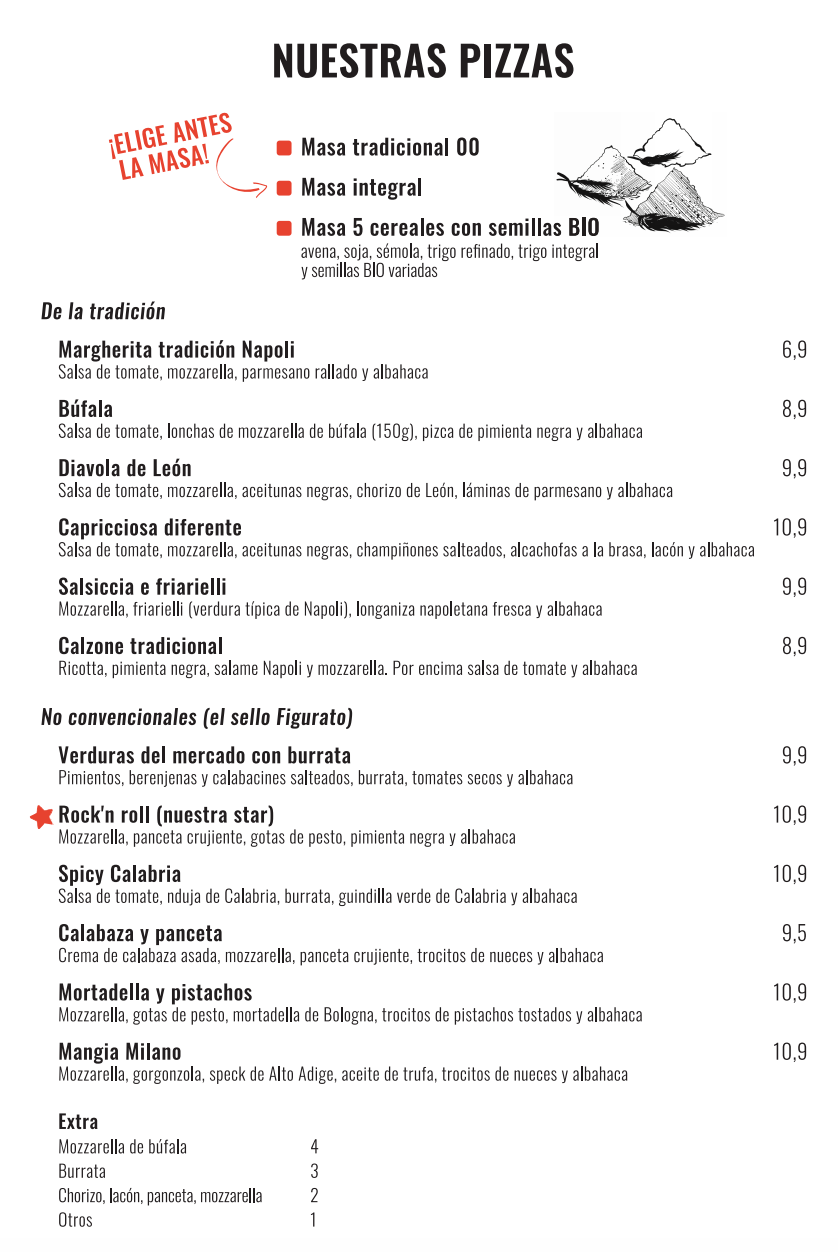 NUESTRAS PIZZAS
¡ELIGE ANTES
LA MASA!
Masa tradicional 00
Masa integral
Masa 5 cereales con semillas BIO
avena, soja, sémola, trigo refinado, trigo integral
y semillas BIO variadas
De la tradición
Margherita tradición Napoli 6,9
Salsa de tomate, mozzarella, parmesano rallado y albahaca
Búfala 8,9
Salsa de tomate, lonchas de mozzarella de búfala (150g), pizca de pimienta negra y albahaca
Diavola de León 9,9
Salsa de tomate, mozzarella, aceitunas negras, chorizo de León, láminas de parmesano y albahaca
Capricciosa diferente 10,9
Salsa de tomate, mozzarella, aceitunas negras, champiñones salteados, alcachofas a la brasa, lacón y albahaca
Salsiccia e friarielli 9,9
Mozzarella, friarielli (verdura típica de Napoli), longaniza napoletana fresca y albahaca
Calzone tradicional 8,9
Ricotta, pimienta negra, salame Napoli y mozzarella. Por encima salsa de tomate y albahaca
No convencionales (el sello Figurato)
Verduras del mercado con burrata 9,9
Pimientos, berenjenas y calabacines salteados, burrata, tomates secos y albahaca
Rock'n roll (nuestra star) 10,9
Mozzarella, panceta crujiente, gotas de pesto, pimienta negra y albahaca
Spicy Calabria 10,9
Salsa de tomate, nduja de Calabria, burrata, guindilla verde de Calabria y albahaca
Calabaza y panceta 9,5
Crema de calabaza asada, mozzarella, panceta crujiente, trocitos de nueces y albahaca
Mortadella y pistachos 10,9
Mozzarella, gotas de pesto, mortadella de Bologna, trocitos de pistachos tostados y albahaca
Mangia Milano 10,9
Mozzarella, gorgonzola, speck de Alto Adige, aceite de trufa, trocitos de nueces y albahaca
Extra
Mozzarella de búfala 4
Burrata 3
Chorizo, lacón, panceta, mozzarella 2
Otros 1